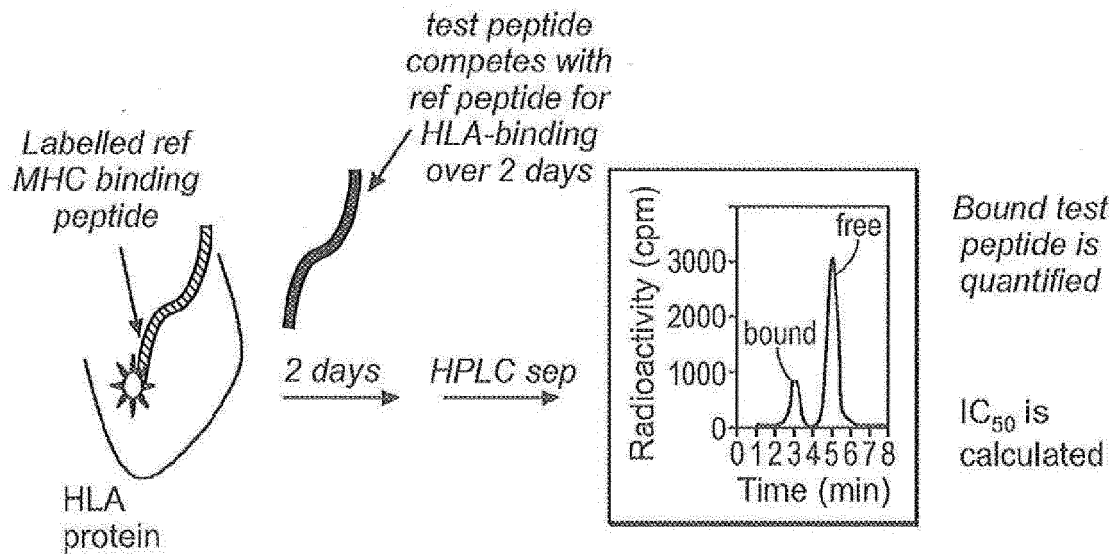 test peptide
competes with
ref peptide for
HLA-binding
over 2 days
Labelled ref
MHC binding
peptide
2 days
HPLC sep
HLA
protein
Radioactivity (cpm)
3000
2000
1000
0
bound
free
0 1 2 3 4 5 6 7 8
Time (min)
Bound test
peptide is
quantified
IC50 is
calculated